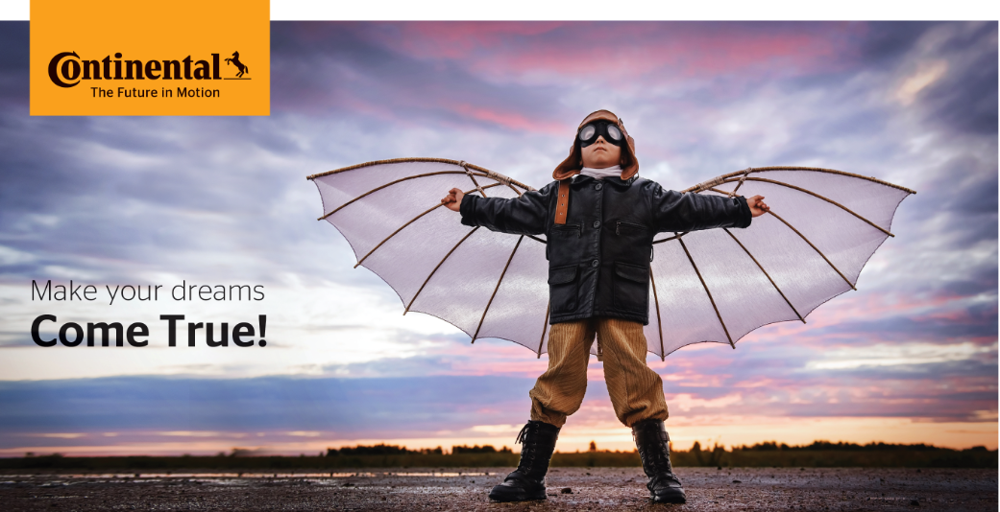 Continental
The Future in Motion
Make your dreams
Come True!